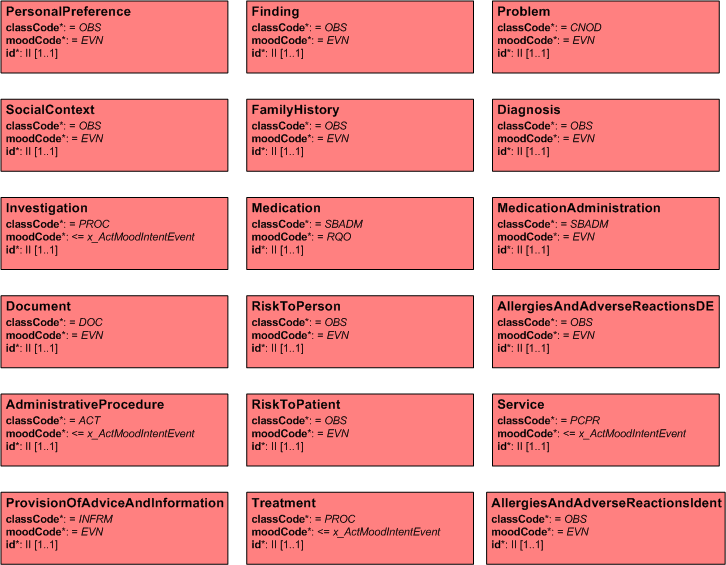 PersonalPreference
classCode*: = OBS
moodCode*: = EVN
id*: II [1..1]
Finding
classCode*: = OBS
moodCode*: = EVN
id*: II [1..1]
Problem
classCode*: = CNOD
moodCode*: = EVN
id*: II [1..1]
SocialContext
classCode*: = OBS
moodCode*: = EVN
id*: II [1..1]
FamilyHistory
classCode*: = OBS
moodCode*: = EVN
id*: II [1..1]
Diagnosis
classCode*: = OBS
moodCode*: = EVN
id*: II [1..1]
Investigation
classCode*: = PROC
moodCode*: <= x_ActMoodIntentEvent
id*: II [1..1]
Medication
classCode*: = SBADM
moodCode*: = RQO
id*: II [1..1]
MedicationAdministration
classCode*: = SBADM
moodCode*: = EVN
id*: II [1..1]
Document
classCode*: = DOC
moodCode*: = EVN
id*: II [1..1]
RiskToPerson
classCode*: = OBS
moodCode*: = EVN
id*: II [1..1]
AllergiesAndAdverseReactionsDE
classCode*: = OBS
moodCode*: = EVN
id*: II [1..1]
AdministrativeProcedure
classCode*: = ACT
moodCode*: <= x_ActMoodIntentEvent
id*: II [1..1]
RiskToPatient
classCode*: = OBS
moodCode*: = EVN
id*: II [1..1]
Service
classCode*: = PCPR
moodCode*: <= x_ActMoodIntentEvent
id*: II [1..1]
ProvisionOfAdviceAndInformation
classCode*: = INFRM
moodCode*: = EVN
id*: II [1..1]
Treatment
classCode*: = PROC
moodCode*: <= x_ActMoodIntentEvent
id*: II [1..1]
AllergiesAndAdverseReactionsIdent
classCode*: = OBS
moodCode*: = EVN
id*: II [1..1]